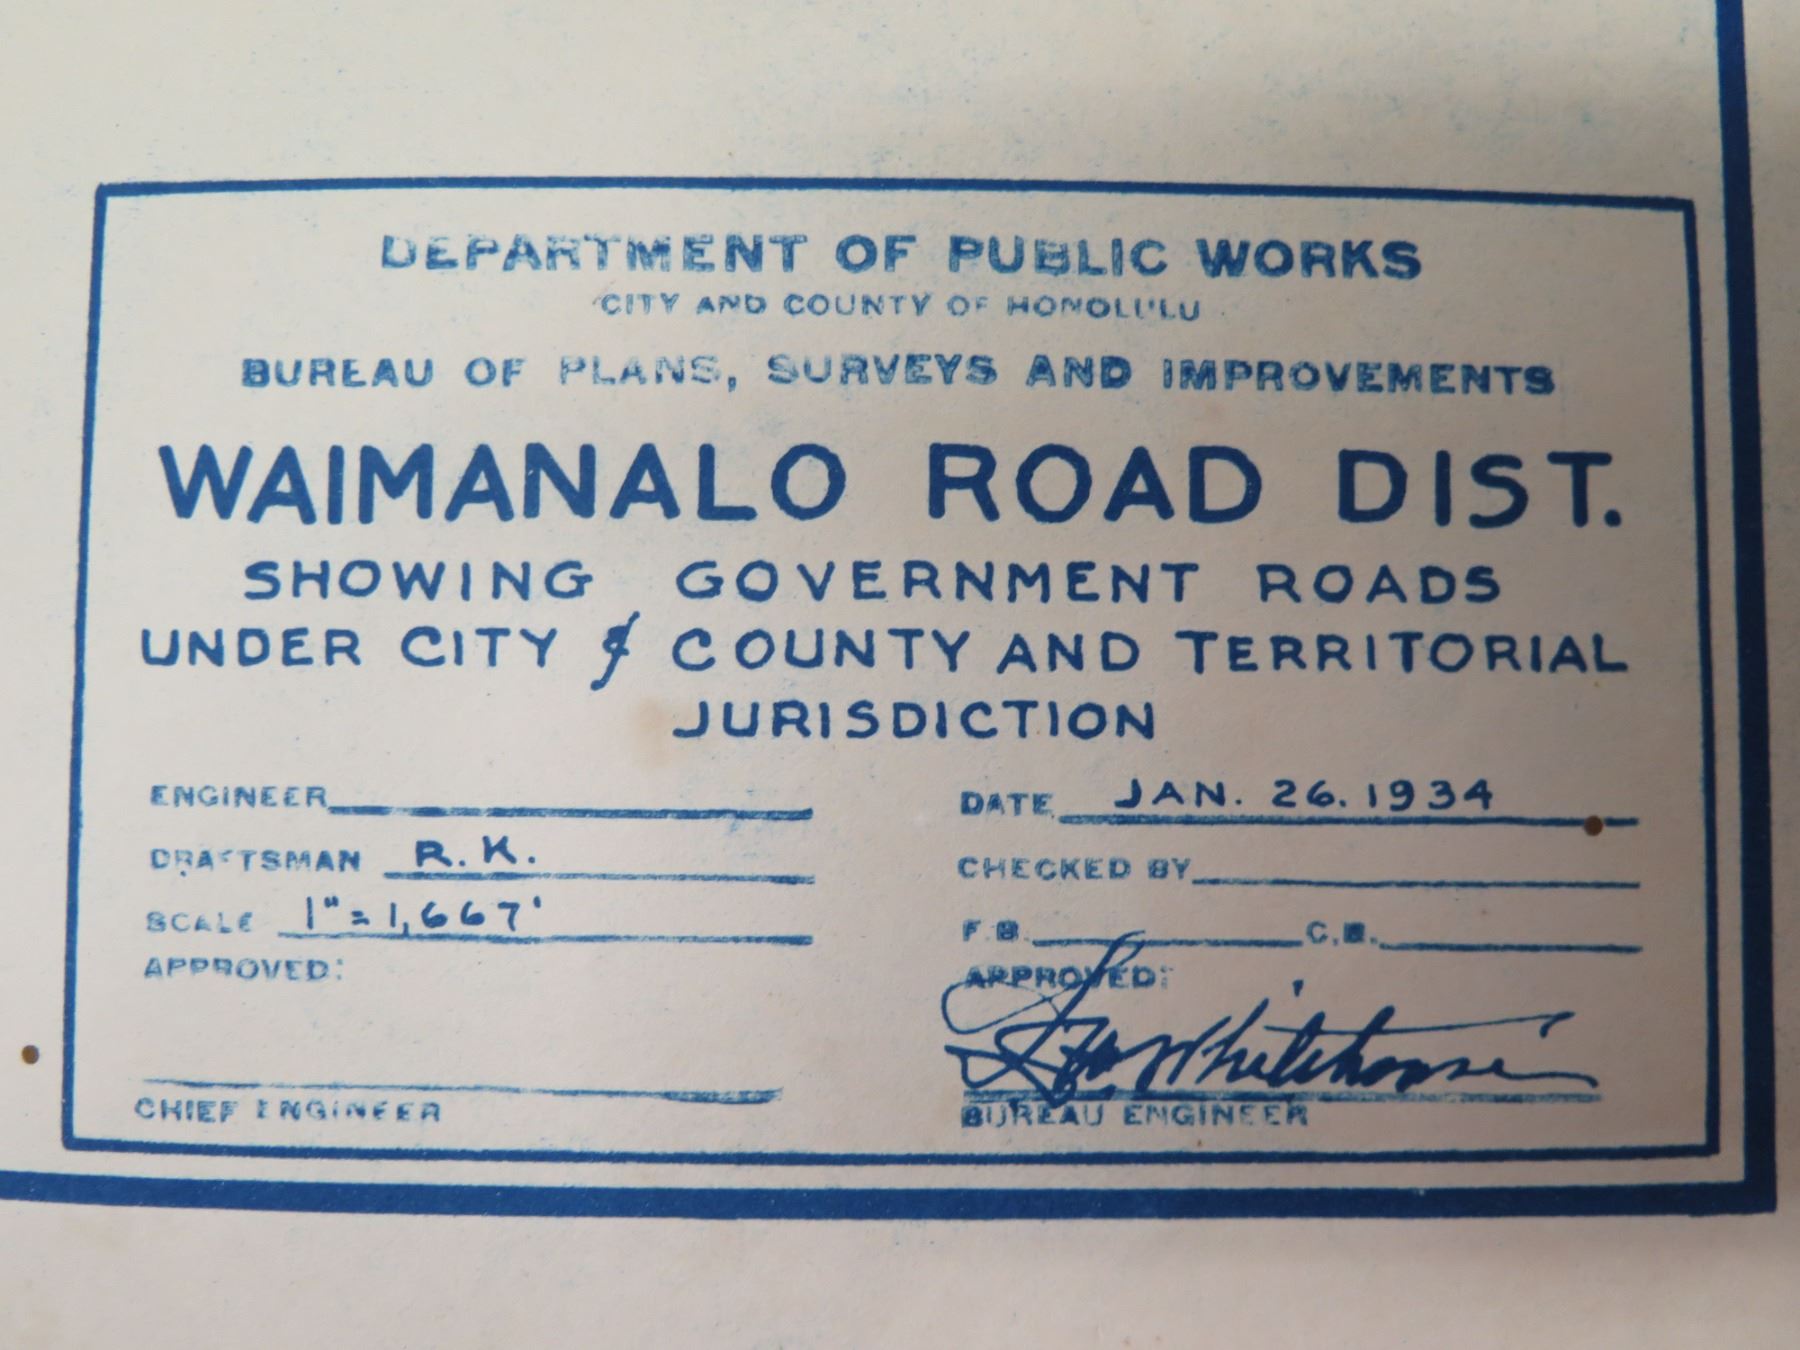 DEPARTMENT OF PUBLIC WORKS
CITY AND COUNTY OF HONOLULU
BUREAU OF PLANS, SURVEYS AND IMPROVEMENTS
WAIMANALO ROAD DIST.
SHOWING GOVERNMENT ROADS
UNDER CITY & COUNTY AND TERRITORIAL
JURISDICTION
ENGINEER
DATE JAN. 26. 1934
DRAFTSMAN R.K.
CHECKED BY
SCALE 1" = 1,667'
F.B. C.B.
APPROVED:
APPROVED:
Whitehouse
CHIEF ENGINEER
BUREAU ENGINEER